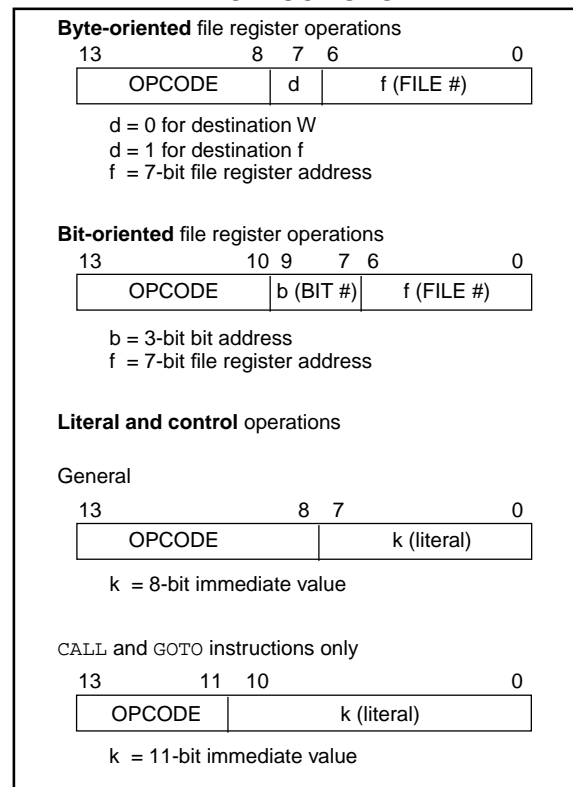 Byte-oriented file register operations
13 8 7 6 0
OPCODE d f (FILE #)
d = 0 for destination W
d = 1 for destination f
f = 7-bit file register address
Bit-oriented file register operations
13 10 9 7 6 0
OPCODE b (BIT #) f (FILE #)
b = 3-bit bit address
f = 7-bit file register address
Literal and control operations
General
13 8 7 0
OPCODE k (literal)
k = 8-bit immediate value
CALL and GOTO instructions only
13 11 10 0
OPCODE k (literal)
k = 11-bit immediate value